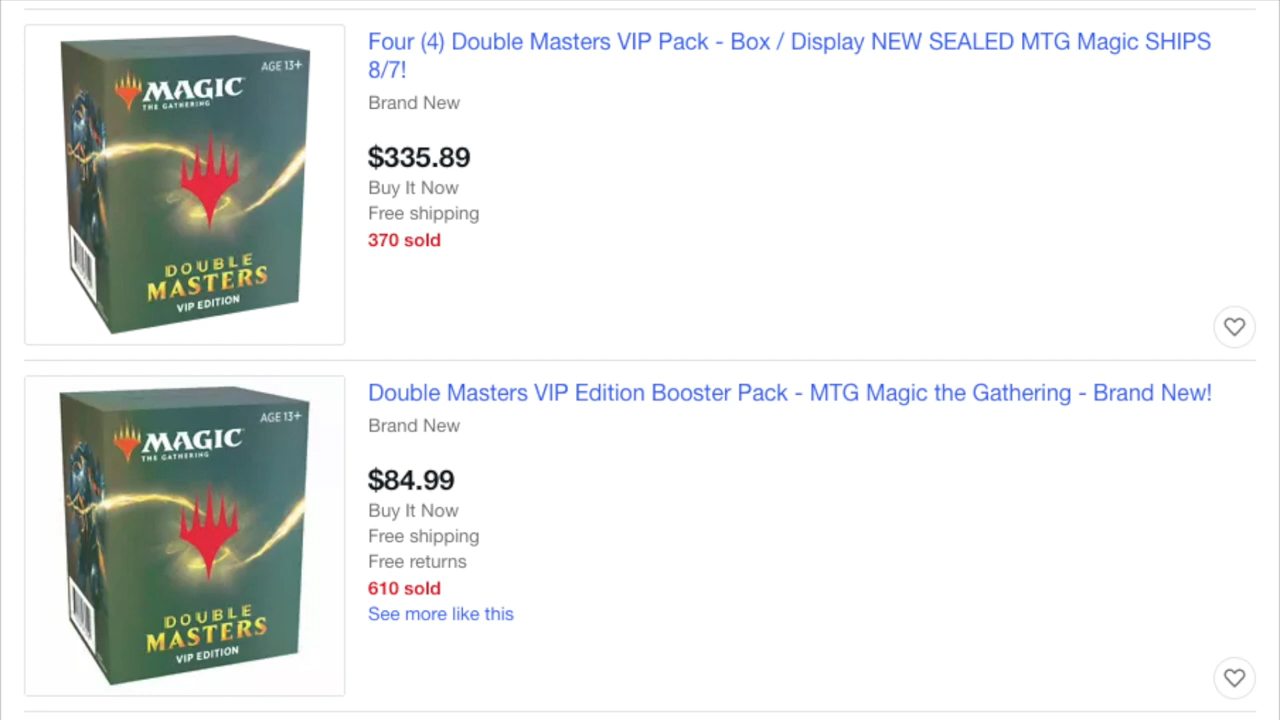 AGE 13+
MAGIC
THE GATHERING
DOUBLE
MASTERS
VIP EDITION
Four (4) Double Masters VIP Pack - Box / Display NEW SEALED MTG Magic SHIPS
8/7!
Brand New
$335.89
Buy It Now
Free shipping
370 sold
AGE 13+
MAGIC
THE GATHERING
DOUBLE
MASTERS
VIP EDITION
Double Masters VIP Edition Booster Pack - MTG Magic the Gathering - Brand New!
Brand New
$84.99
Buy It Now
Free shipping
Free returns
610 sold
See more like this